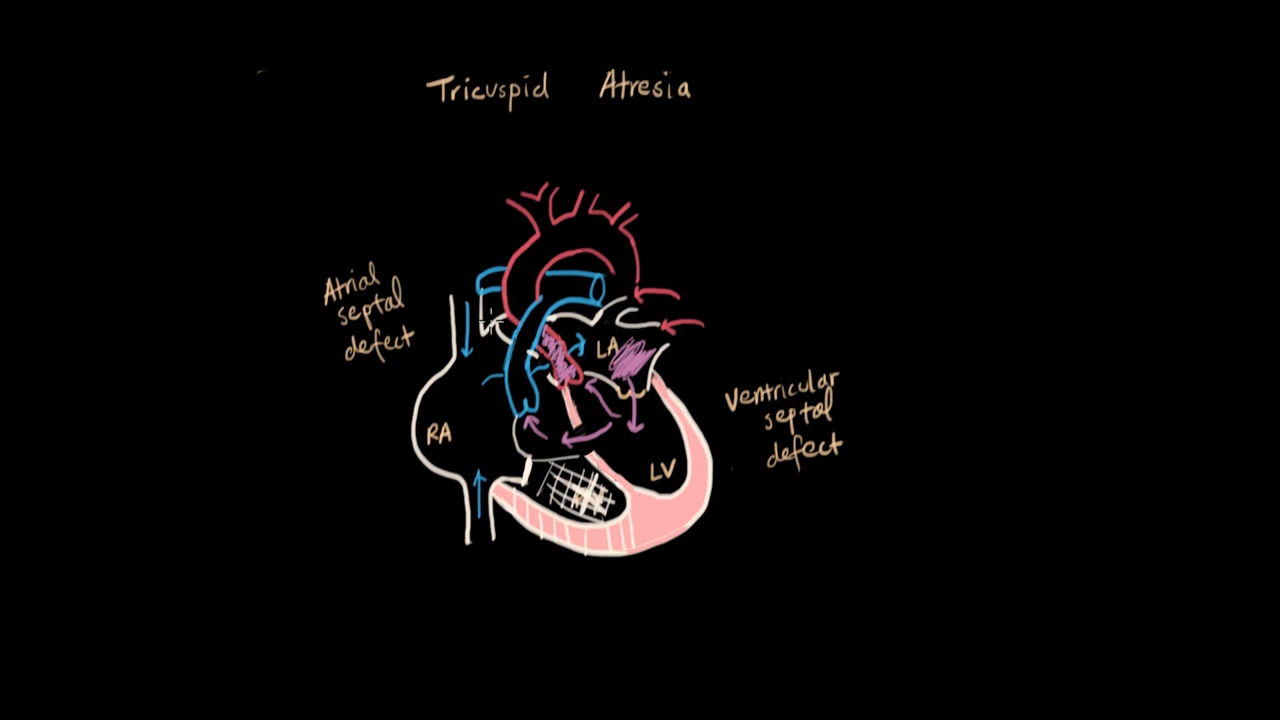 Tricuspid Atresia
Atrial
septal
defect
LA
Ventricular
septal
defect
RA
LV